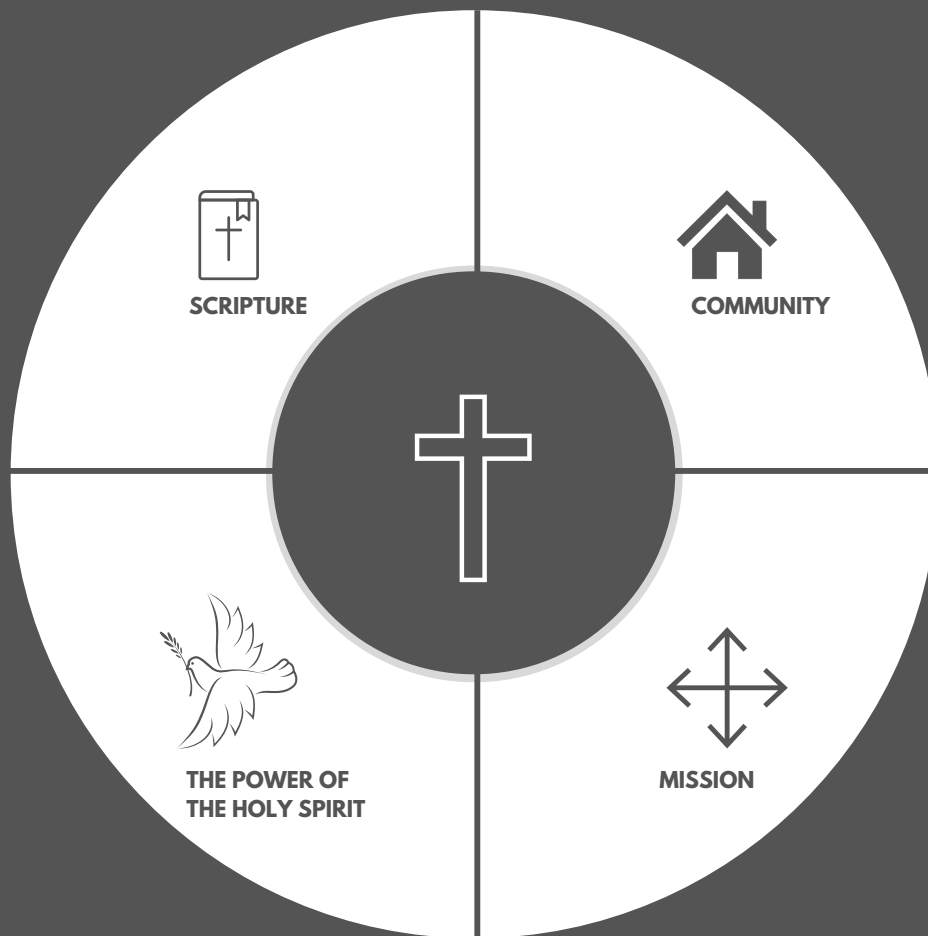 SCRIPTURE
COMMUNITY
THE POWER OF
THE HOLY SPIRIT
MISSION